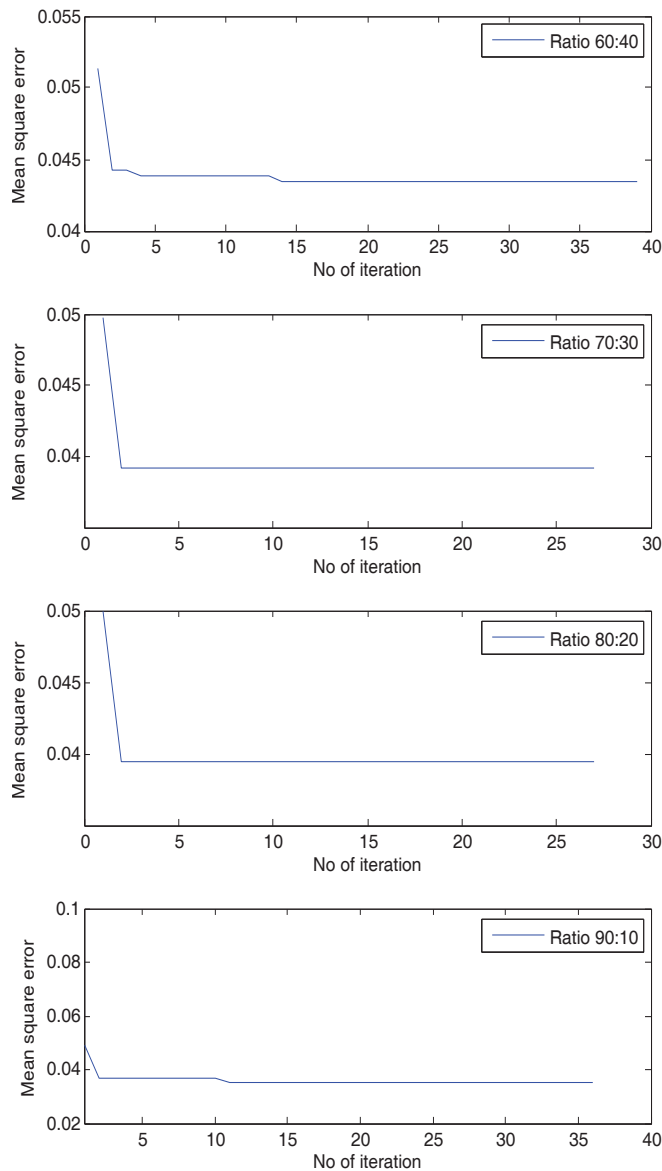 0.055
Ratio 60:40
0.05
Mean square error
0.045
0.04
0 5 10 15 20 25 30 35 40
No of iteration
0.05
Ratio 70:30
0.045
Mean square error
0.04
0 5 10 15 20 25 30
No of iteration
0.05
Ratio 80:20
0.045
Mean square error
0.04
0 5 10 15 20 25 30
No of iteration
0.1
Ratio 90:10
0.08
Mean square error
0.06
0.04
0.02
5 10 15 20 25 30 35 40
No of iteration